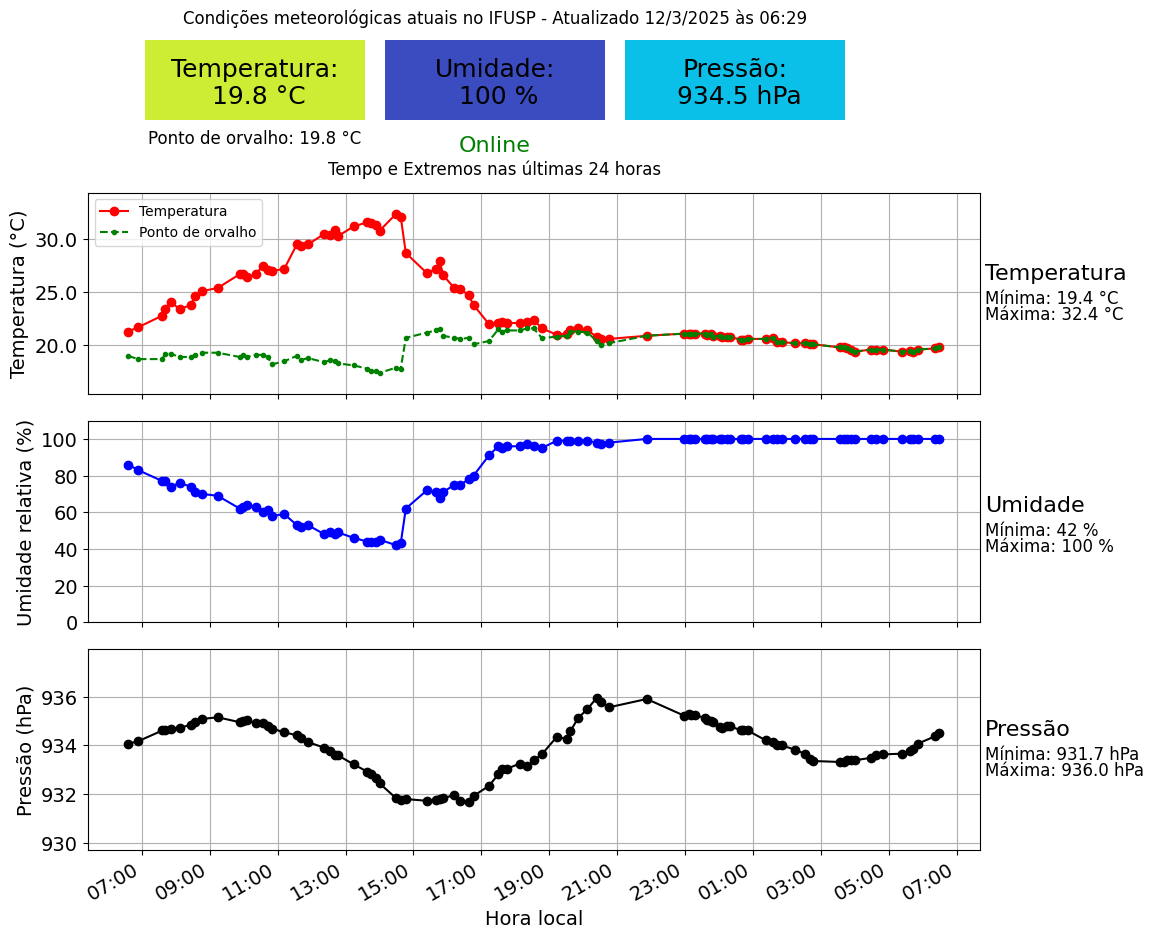 Condições meteorológicas atuais no IFUSP - Atualizado 12/3/2025 às 06:29
Temperatura:
19.8 °C
Umidade:
100 %
Pressão:
934.5 hPa
Ponto de orvalho: 19.8 °C
Online
Tempo e Extremos nas últimas 24 horas
Temperatura (°C)
30.0
25.0
20.0
Temperatura
Ponto de orvalho
Temperatura
Mínima: 19.4 °C
Máxima: 32.4 °C
Umidade relativa (%)
100
80
60
40
20
0
Umidade
Mínima: 42 %
Máxima: 100 %
Pressão (hPa)
936
934
932
930
Pressão
Mínima: 931.7 hPa
Máxima: 936.0 hPa
07:00 09:00 11:00 13:00 15:00 17:00 19:00 21:00 23:00 01:00 03:00 05:00 07:00
Hora local